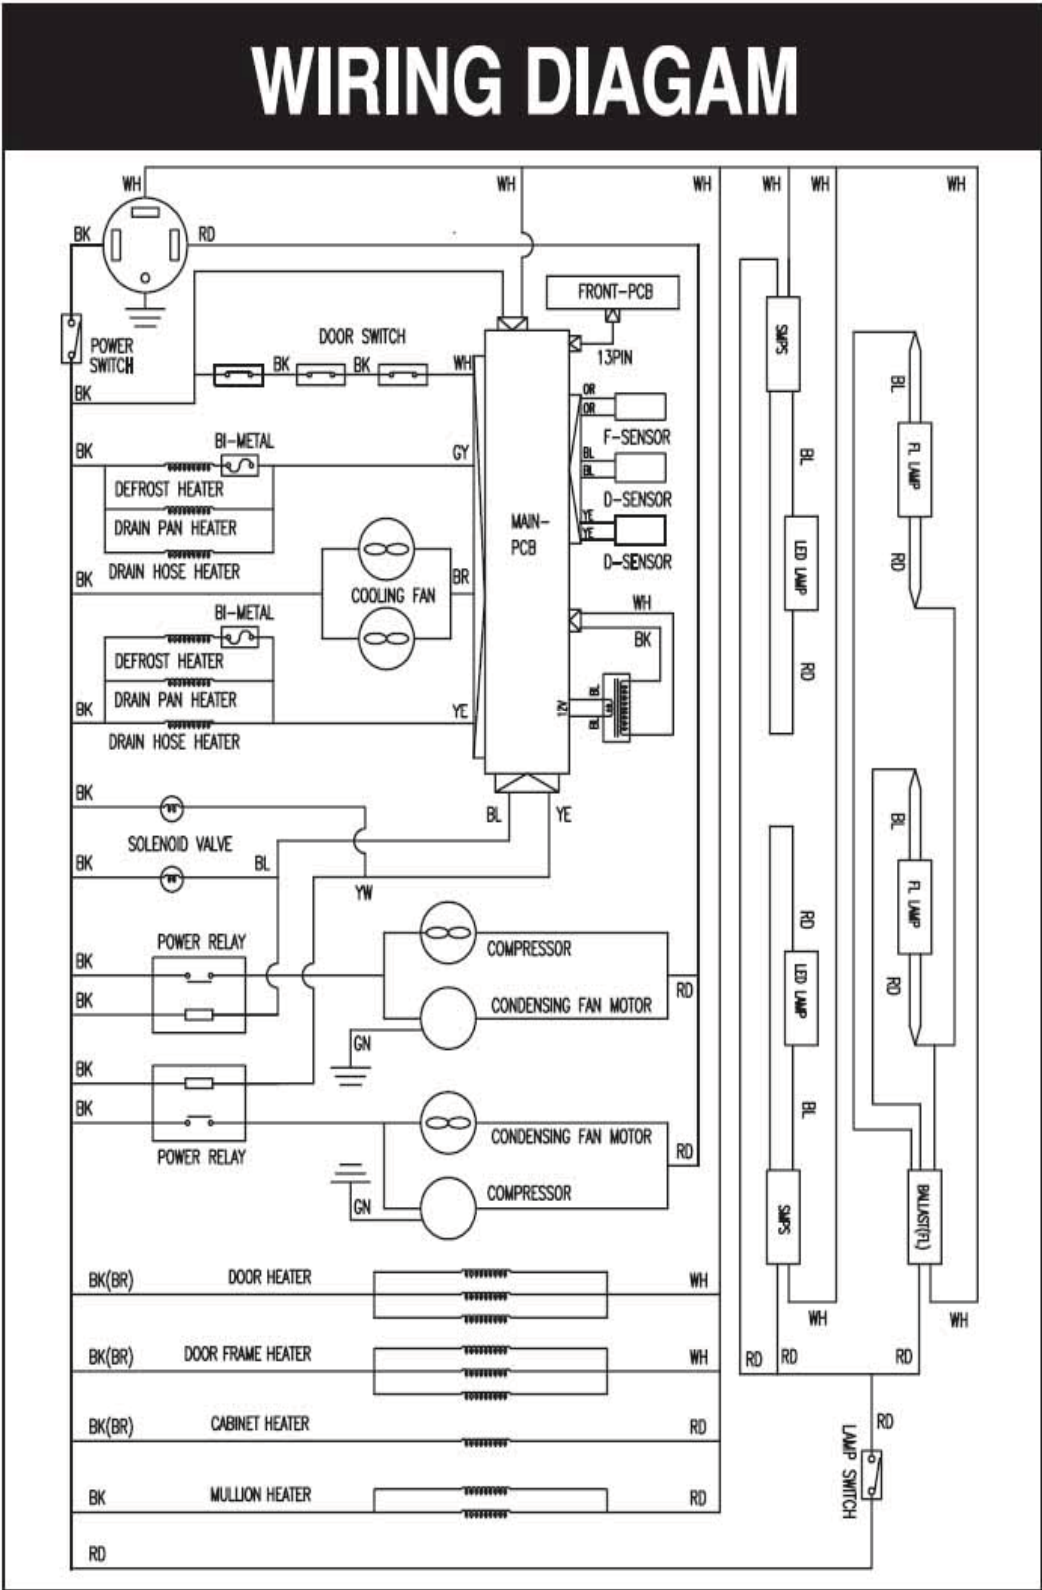 WIRING DIAGAM
WH
WH
WH
WH
WH
WH
BK
RD
POWER
SWITCH
BK
DOOR SWITCH
BK
BK
WH
FRONT-PCB
13PIN
OR
OR
F-SENSOR
BL
BL
D-SENSOR
YE
YE
D-SENSOR
MAIN-
PCB
BK
BI-METAL
GY
DEFROST HEATER
DRAIN PAN HEATER
DRAIN HOSE HEATER
BK
COOLING FAN
BR
BI-METAL
DEFROST HEATER
DRAIN PAN HEATER
BK
YE
DRAIN HOSE HEATER
WH
BK
12V
BL
BL
BK
SOLENOID VALVE
BK
BL
BL
YE
YW
POWER RELAY
BK
BK
COMPRESSOR
CONDENSING FAN MOTOR
RD
GN
BK
BK
POWER RELAY
CONDENSING FAN MOTOR
COMPRESSOR
RD
GN
BK(BR)
DOOR HEATER
WH
BK(BR)
DOOR FRAME HEATER
WH
BK(BR)
CABINET HEATER
RD
BK
MULLION HEATER
RD
RD
SMPS
BL
LED LAMP
RD
RD
LED LAMP
BL
SMPS
WH
BL
FL LAMP
RD
BL
FL LAMP
RD
BALLAST(FL)
WH
RD
RD
RD
RD
LAMP SWITCH